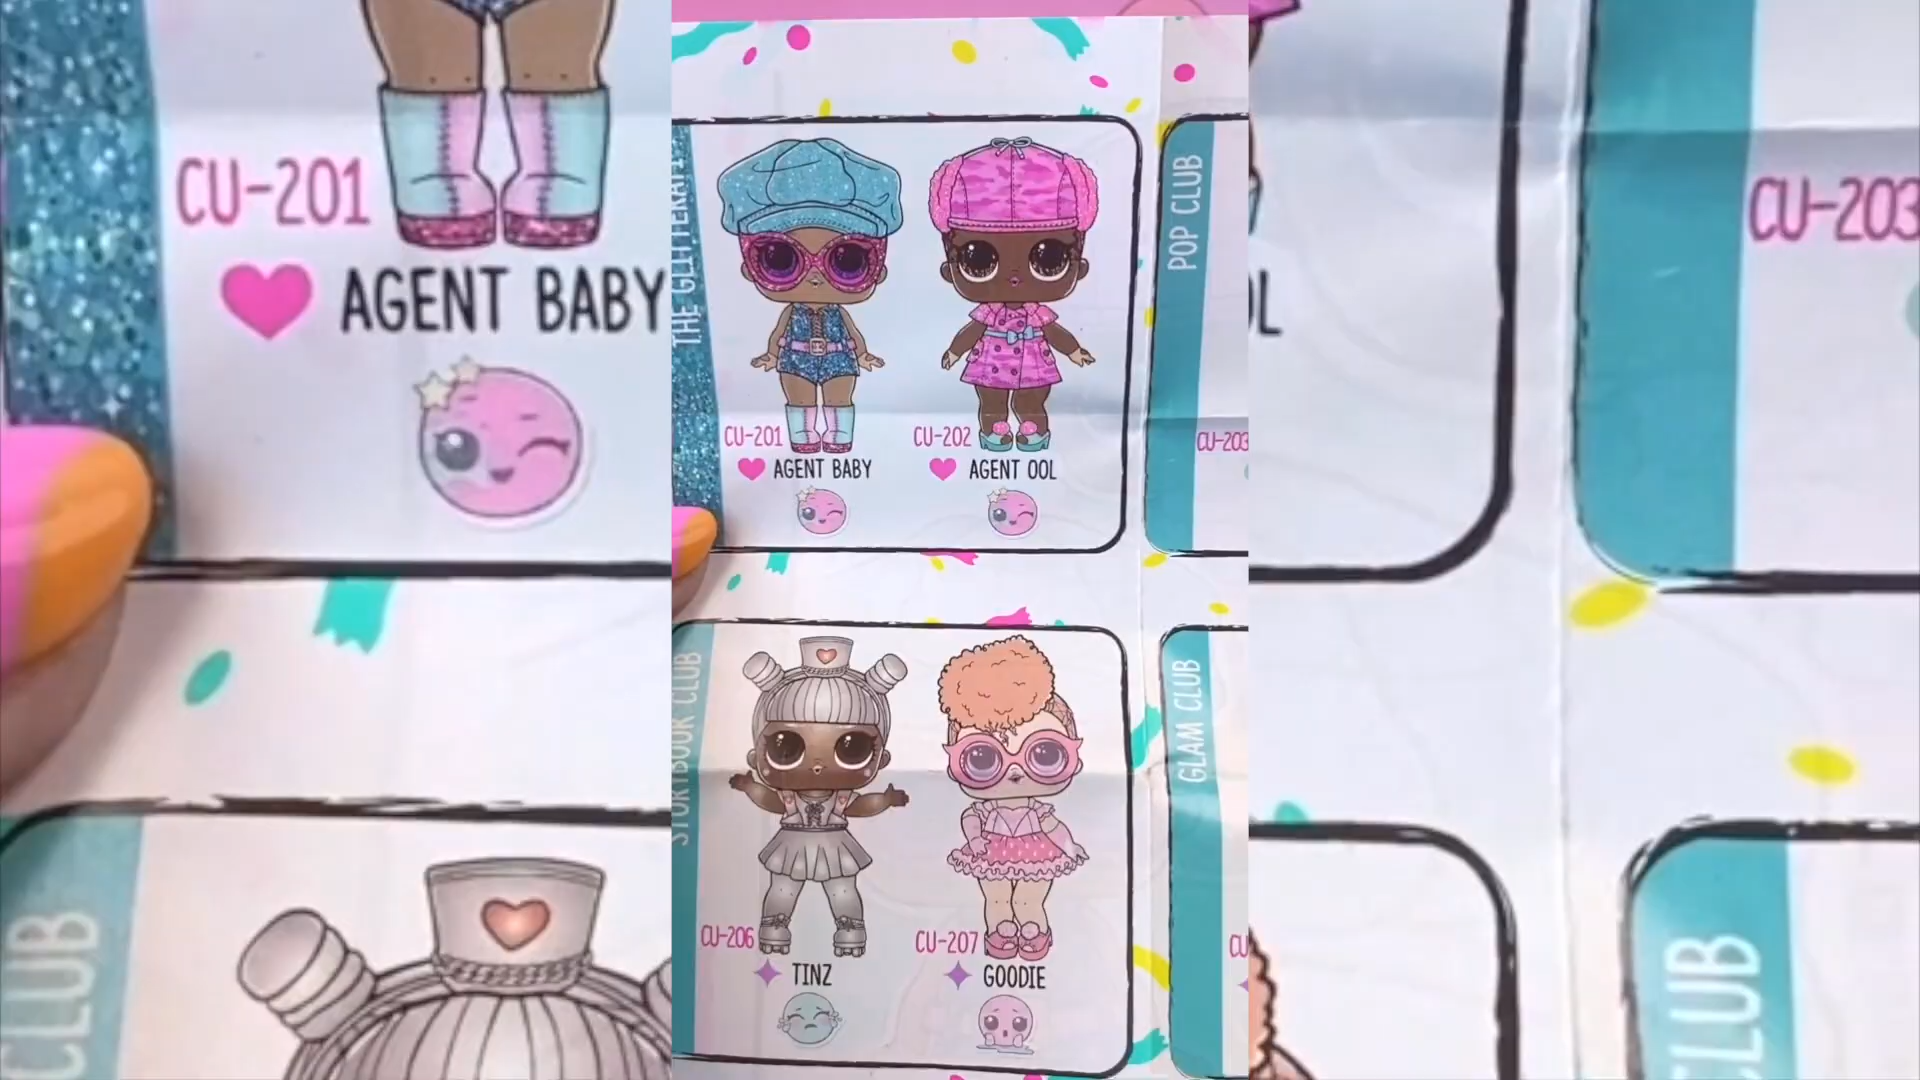 THE GLITTERATI
CU-201
AGENT BABY
CU-202
AGENT OOL
POP CLUB
CU-203
STORYBOOK CLUB
CU-206
TINZ
CU-207
GOODIE
GLAM CLUB
CU
CU-201
AGENT BABY
CLUB
OL
CU-203
CLUB